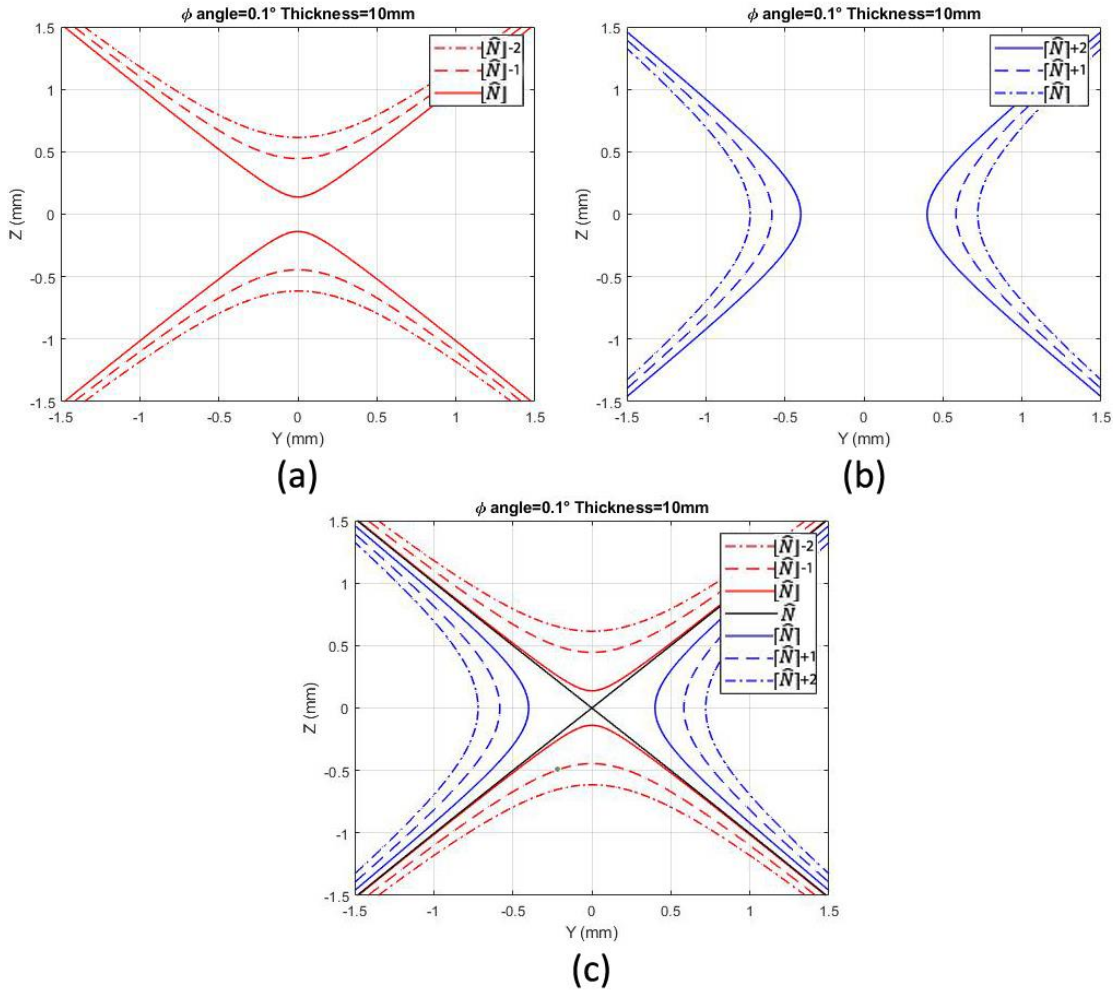 ϕ angle=0.1° Thickness=10mm
1.5
1
0.5
0
-0.5
-1
-1.5
Z (mm)
-1.5 -1 -0.5 0 0.5 1 1.5
Y (mm)
⌊N̂⌋-2
⌊N̂⌋-1
⌊N̂⌋
(a)
ϕ angle=0.1° Thickness=10mm
1.5
1
0.5
0
-0.5
-1
-1.5
Z (mm)
-1.5 -1 -0.5 0 0.5 1 1.5
Y (mm)
⌈N̂⌉+2
⌈N̂⌉+1
⌈N̂⌉
(b)
ϕ angle=0.1° Thickness=10mm
1.5
1
0.5
0
-0.5
-1
-1.5
Z (mm)
-1.5 -1 -0.5 0 0.5 1 1.5
Y (mm)
⌊N̂⌋-2
⌊N̂⌋-1
⌊N̂⌋
N̂
⌈N̂⌉
⌈N̂⌉+1
⌈N̂⌉+2
(c)